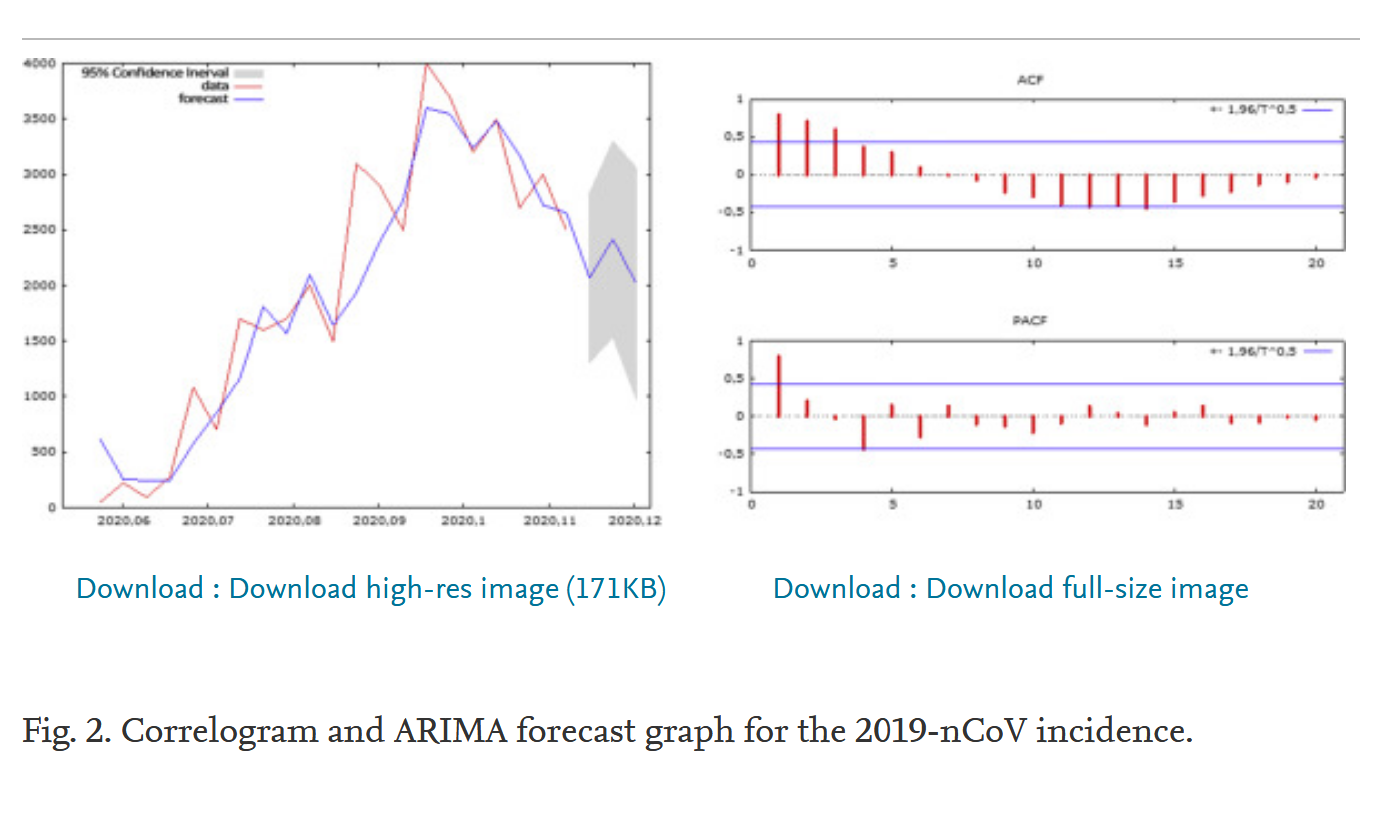 4000
3500
3000
2500
2000
1500
1000
500
0
95% Confidence Inerval
data
forecast
2020,06 2020,07 2020,08 2020,09 2020,1 2020,11 2020,12
ACF
+- 1.96/T^0.5
1
0.5
0
-0.5
-1
0 5 10 15 20
PACF
+- 1.96/T^0.5
1
0.5
0
-0.5
-1
0 5 10 15 20
Download : Download high-res image (171KB)
Download : Download full-size image
Fig. 2. Correlogram and ARIMA forecast graph for the 2019-nCoV incidence.